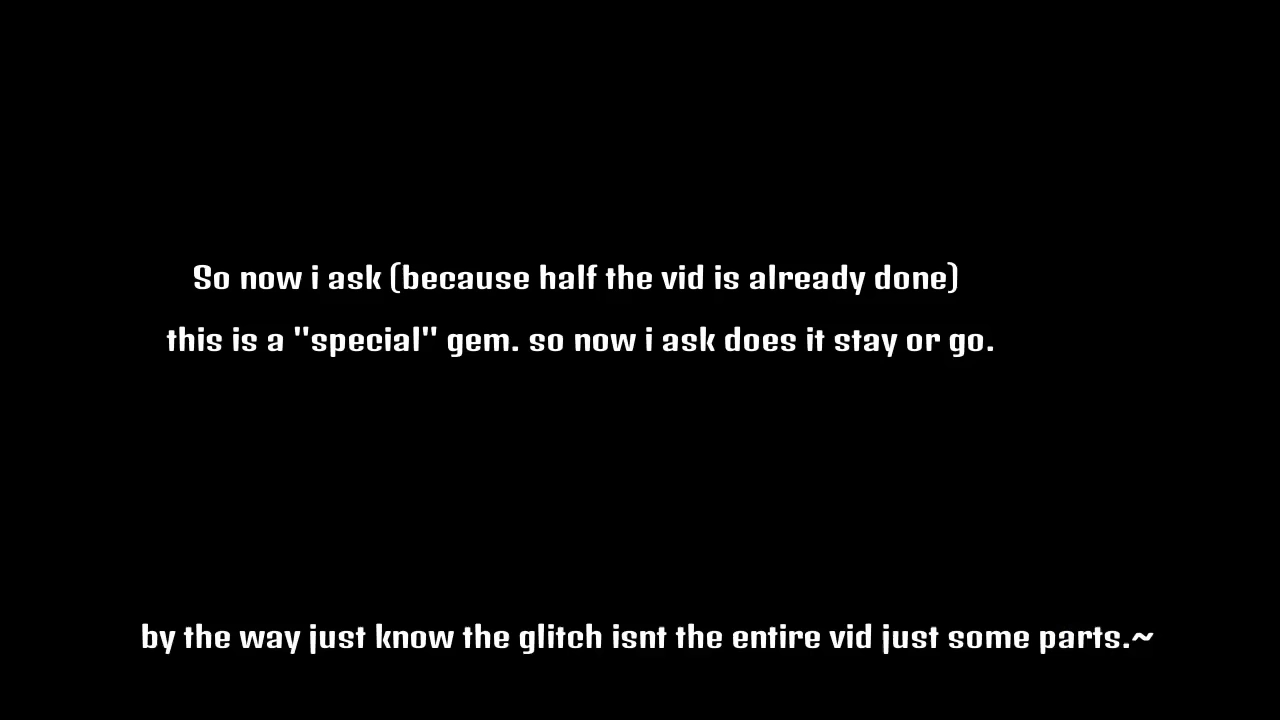 So now i ask (because half the vid is already done)
this is a "special" gem. so now i ask does it stay or go.
by the way just know the glitch isnt the entire vid just some parts.~